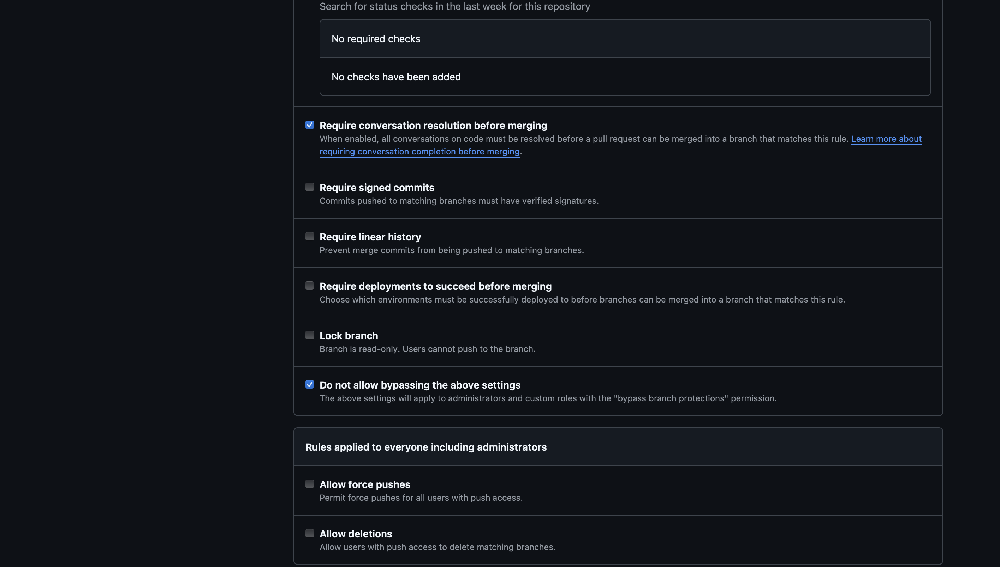 Search for status checks in the last week for this repository
No required checks
No checks have been added
Require conversation resolution before merging
When enabled, all conversations on code must be resolved before a pull request can be merged into a branch that matches this rule. Learn more about
requiring conversation completion before merging.
Require signed commits
Commits pushed to matching branches must have verified signatures.
Require linear history
Prevent merge commits from being pushed to matching branches.
Require deployments to succeed before merging
Choose which environments must be successfully deployed to before branches can be merged into a branch that matches this rule.
Lock branch
Branch is read-only. Users cannot push to the branch.
Do not allow bypassing the above settings
The above settings will apply to administrators and custom roles with the "bypass branch protections" permission.
Rules applied to everyone including administrators
Allow force pushes
Permit force pushes for all users with push access.
Allow deletions
Allow users with push access to delete matching branches.